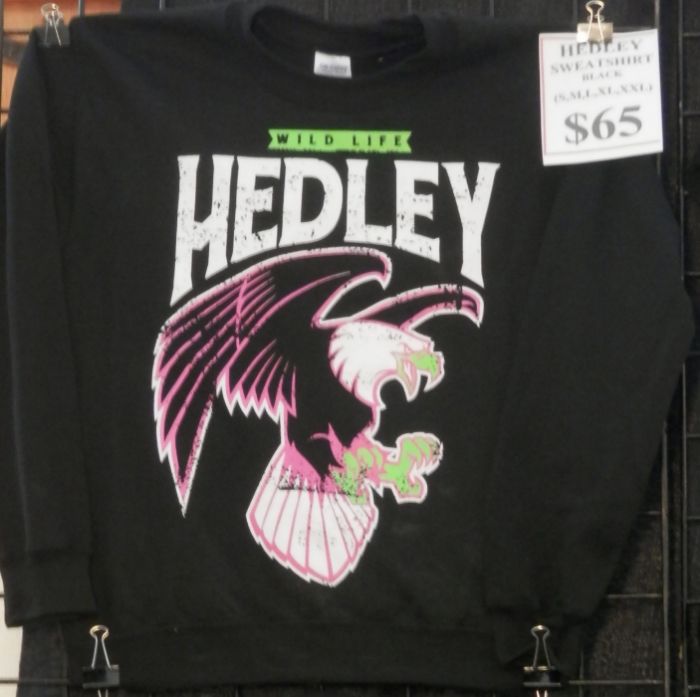 WILD LIFE
HEDLEY
HEDLEY
SWEATSHIRT
BLACK
(S,M,L,XL,XXL)
$65